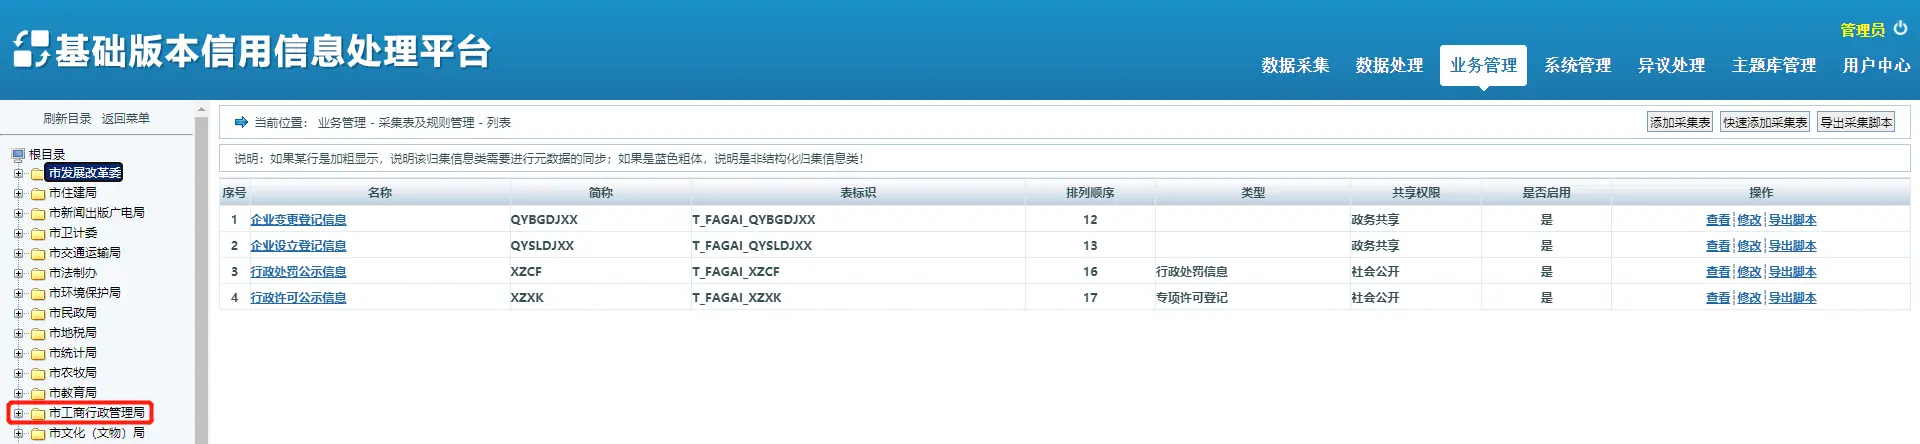 基础版本信用信息处理平台
管理员
数据采集 数据处理 业务管理 系统管理 异议处理 主题库管理 用户中心
刷新目录 返回菜单
根目录
市发展改革委
市住建局
市新闻出版广电局
市卫计委
市交通运输局
市法制办
市环境保护局
市民政局
市地税局
市统计局
市农牧局
市教育局
市工商行政管理局
市文化（文物）局
当前位置： 业务管理 - 采集表及规则管理 - 列表
添加采集表 快速添加采集表 导出采集脚本
说明：如果某行是加粗显示，说明该归集信息类需要进行元数据的同步；如果是蓝色粗体，说明是非结构化归集信息类！
序号 名称 简称 表标识 排列顺序 类型 共享权限 是否启用 操作
1 企业变更登记信息 QYBGDJXX T_FAGAI_QYBGDJXX 12 政务共享 是 查看 修改 导出脚本
2 企业设立登记信息 QYSLDJXX T_FAGAI_QYSLDJXX 13 政务共享 是 查看 修改 导出脚本
3 行政处罚公示信息 XZCF T_FAGAI_XZCF 16 行政处罚信息 社会公开 是 查看 修改 导出脚本
4 行政许可公示信息 XZXK T_FAGAI_XZXK 17 专项许可登记 社会公开 是 查看 修改 导出脚本